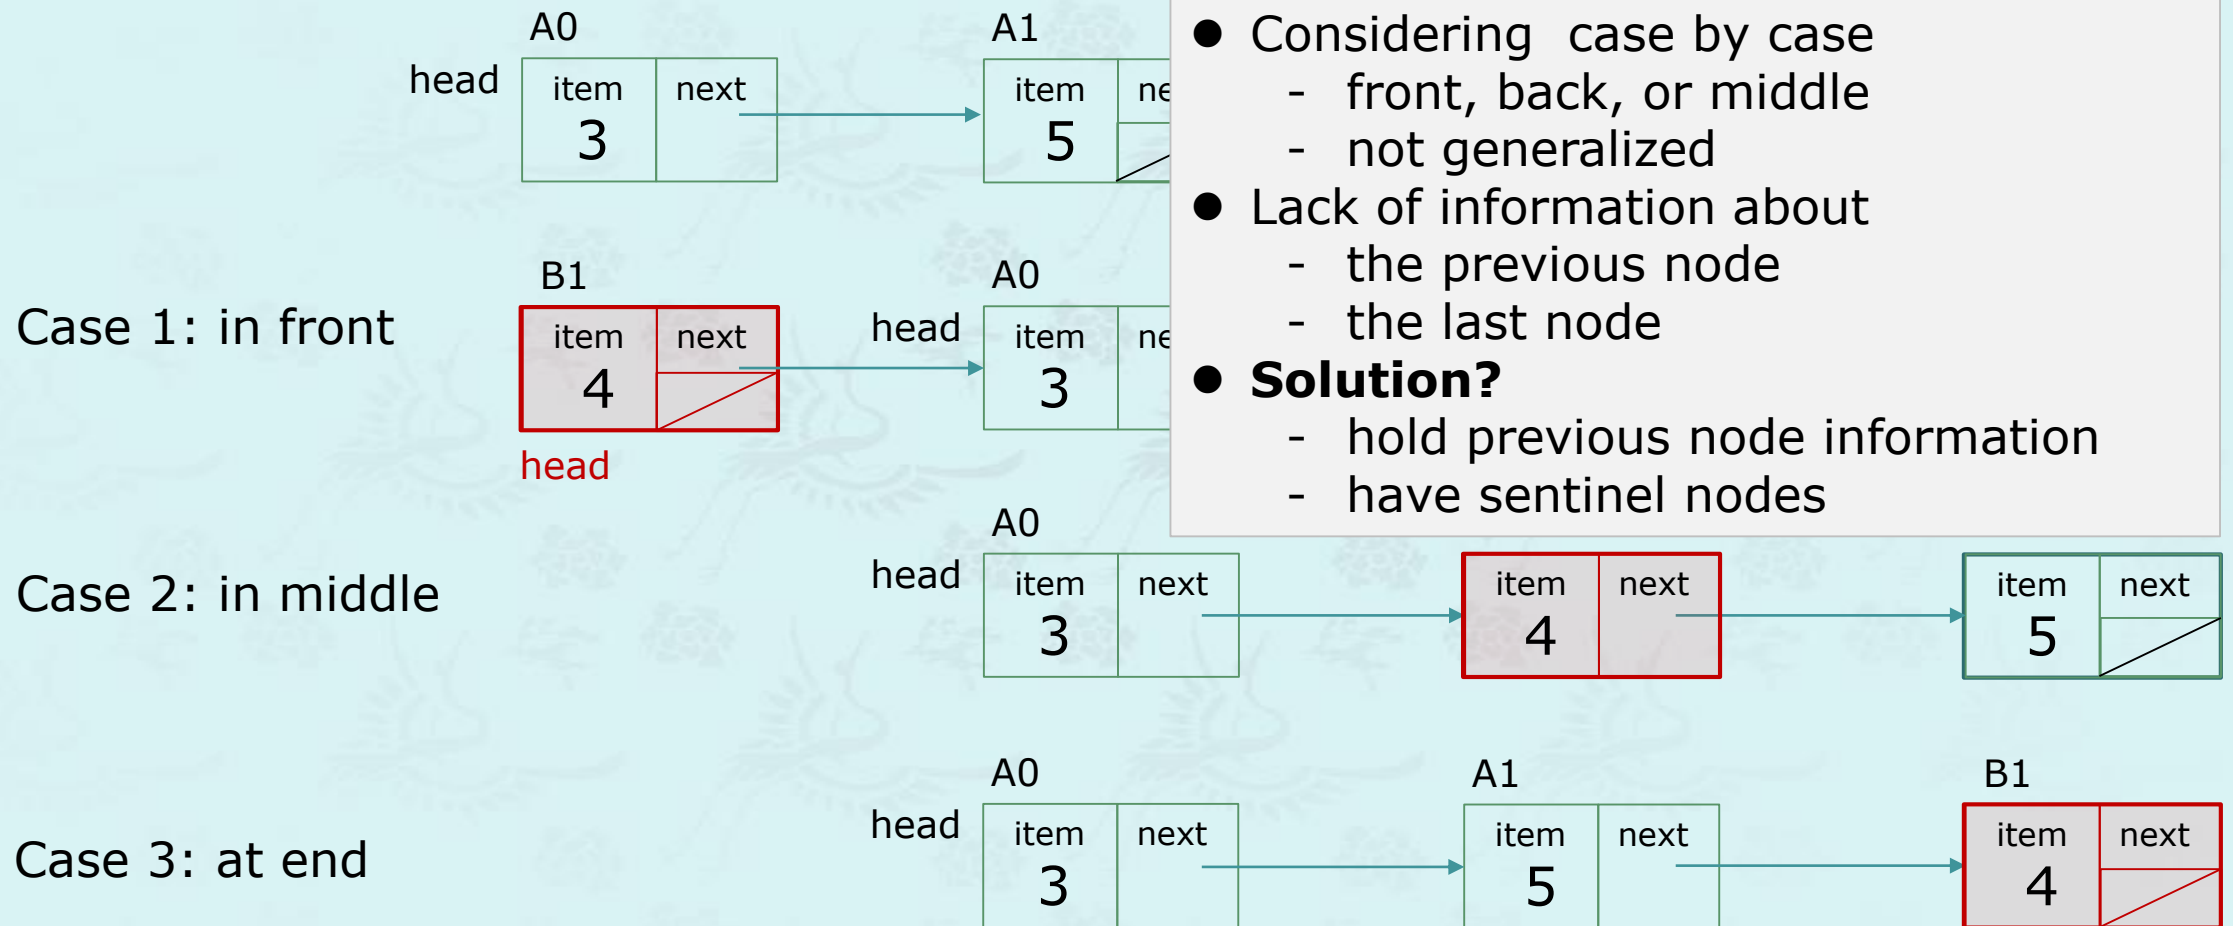 A0 A1
head item next item ne
3 5
● Considering case by case
- front, back, or middle
- not generalized
● Lack of information about
- the previous node
- the last node
● Solution?
- hold previous node information
- have sentinel nodes
B1 A0
Case 1: in front item next head item ne
4 3
head
A0
Case 2: in middle head item next item next item next
3 4 5
A0 A1 B1
Case 3: at end head item next item next item next
3 5 4